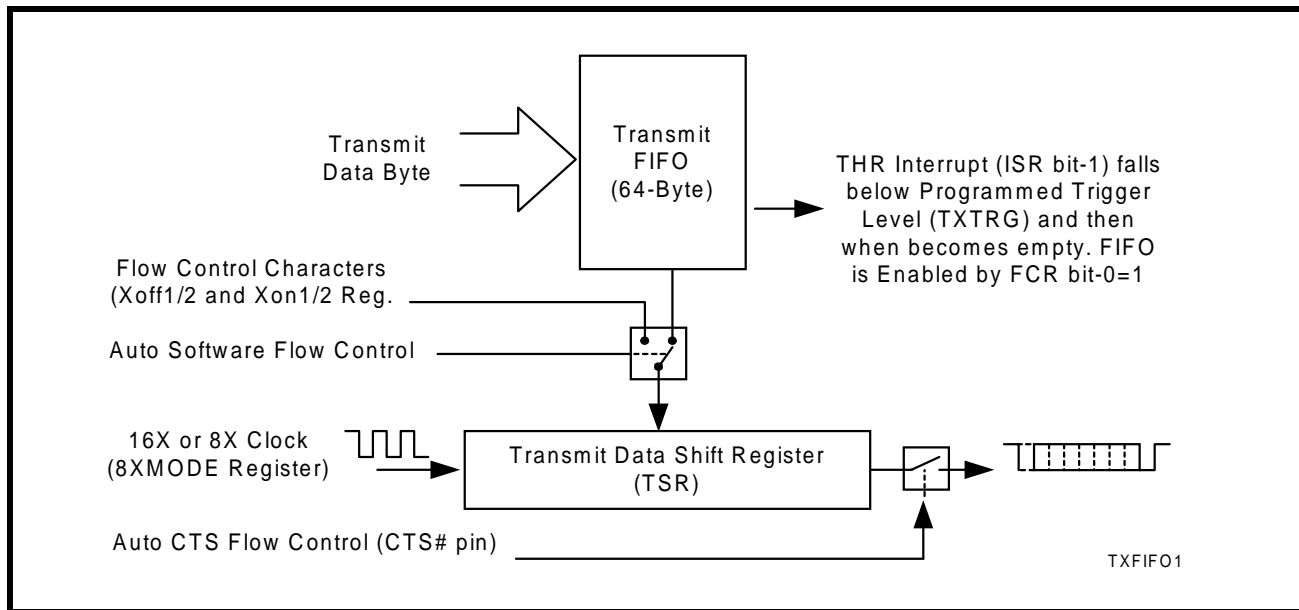 Transmit
Data Byte
Transmit
FIFO
(64-Byte)
THR Interrupt (ISR bit-1) falls
below Programmed Trigger
Level (TXTRG) and then
when becomes empty. FIFO
is Enabled by FCR bit-0=1
Flow Control Characters
(Xoff1/2 and Xon1/2 Reg.
Auto Software Flow Control
16X or 8X Clock
(8XMODE Register)
Transmit Data Shift Register
(TSR)
Auto CTS Flow Control (CTS# pin)
TXFIFO1